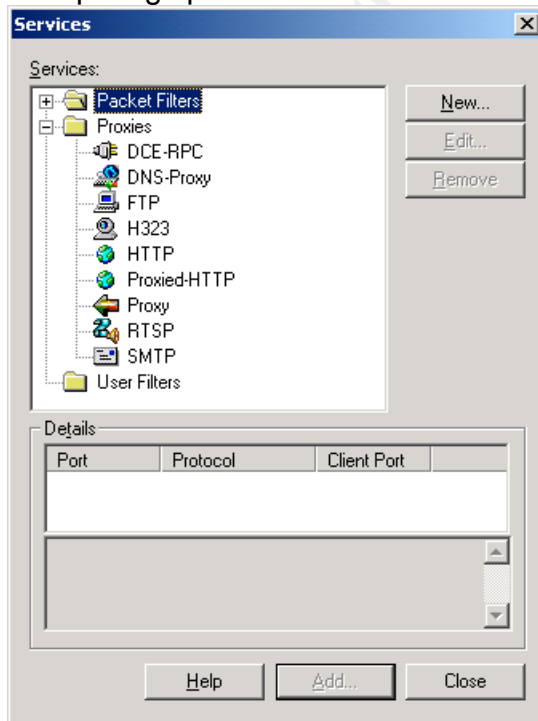 Services
Services:
Packet Filters
New...
Proxies
Edit...
DCE-RPC
DNS-Proxy
Remove
FTP
H323
HTTP
Proxied-HTTP
Proxy
RTSP
SMTP
User Filters
Details
Port Protocol Client Port
Help Add... Close